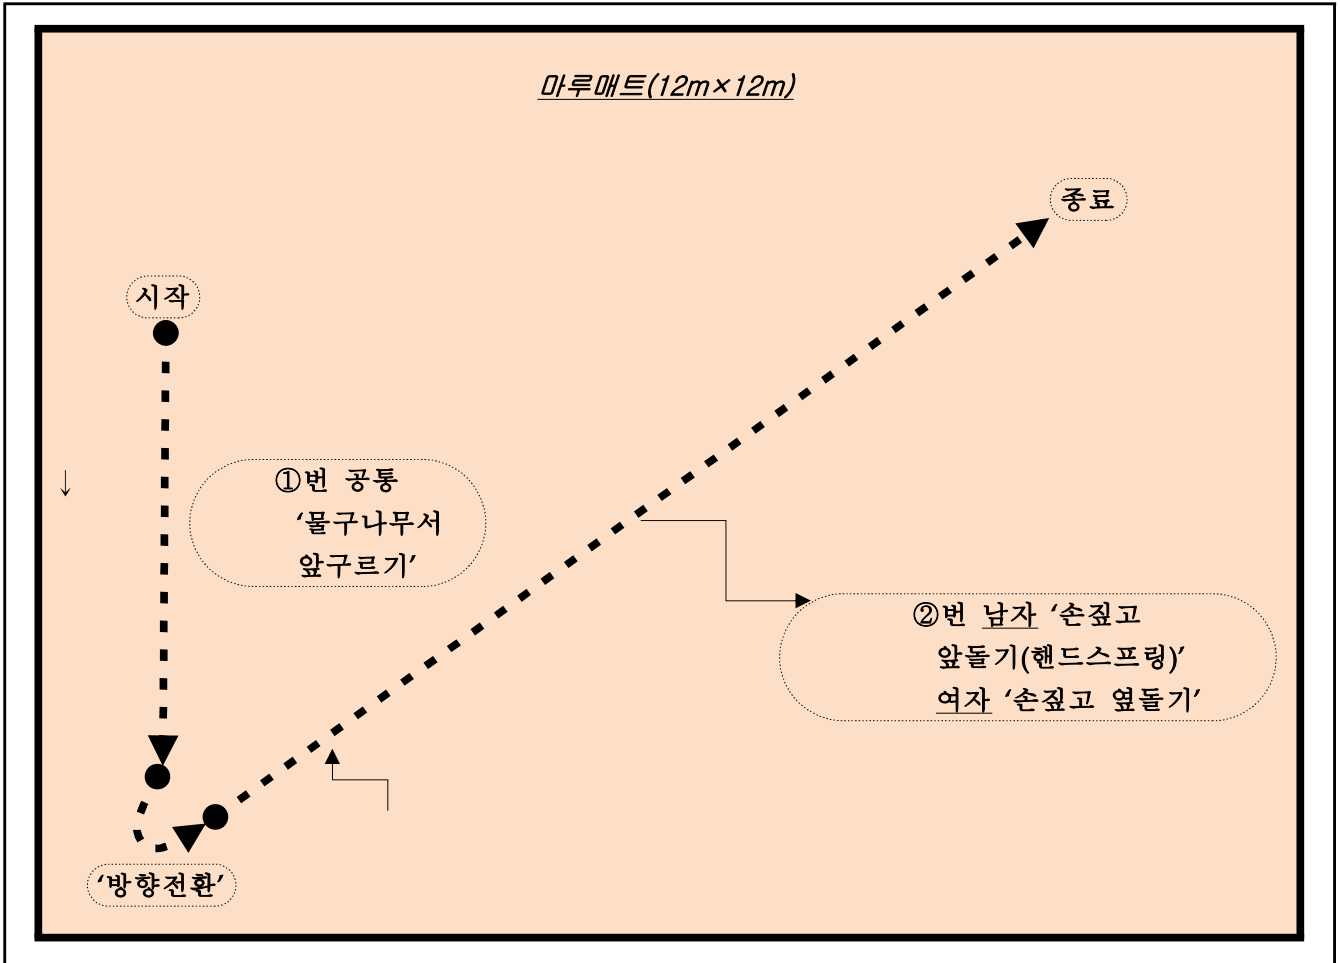 마루매트(12m×12m)
종료
시작
↓
①번 공통
‘물구나무서
앞구르기’
②번 남자 ‘손짚고
앞돌기(핸드스프링)’
여자 ‘손짚고 옆돌기’
‘방향전환’